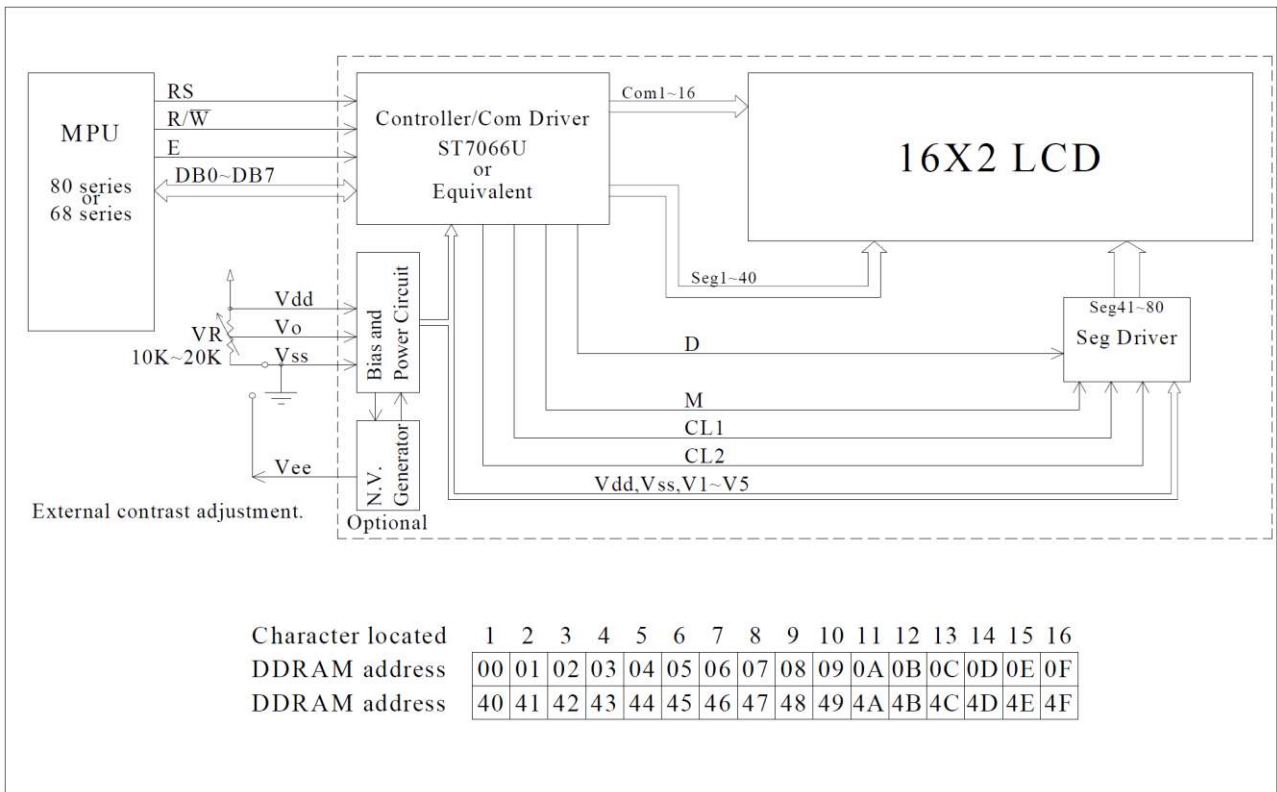 MPU
80 series
or
68 series
RS
R/W̅
E
DB0~DB7
Controller/Com Driver
ST7066U
or
Equivalent
Com1~16
16X2 LCD
Seg1~40
Seg41~80
Seg Driver
Vdd
Vo
Vss
VR
10K~20K
Bias and
Power Circuit
N.V.
Generator
Optional
Vee
External contrast adjustment.
D
M
CL1
CL2
Vdd,Vss,V1~V5
Character located 1 2 3 4 5 6 7 8 9 10 11 12 13 14 15 16
DDRAM address 00 01 02 03 04 05 06 07 08 09 0A 0B 0C 0D 0E 0F
DDRAM address 40 41 42 43 44 45 46 47 48 49 4A 4B 4C 4D 4E 4F